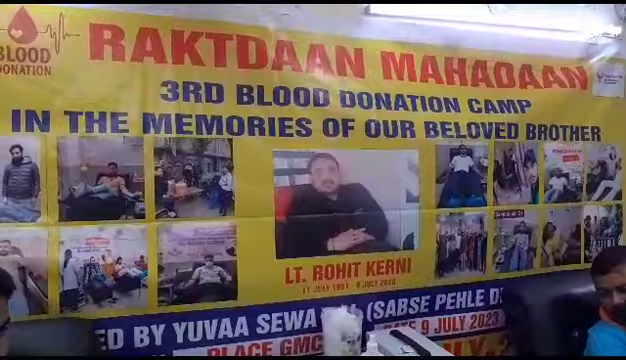 BLOOD
DONATION
RAKTDAAN MAHADAAN
3RD BLOOD DONATION CAMP
IN THE MEMORIES OF OUR BELOVED BROTHER
LT. ROHIT KERNI
ED BY YUVAA SEWA (SABSE PEHLE
PLACE GMC DATE 9 JULY 2023